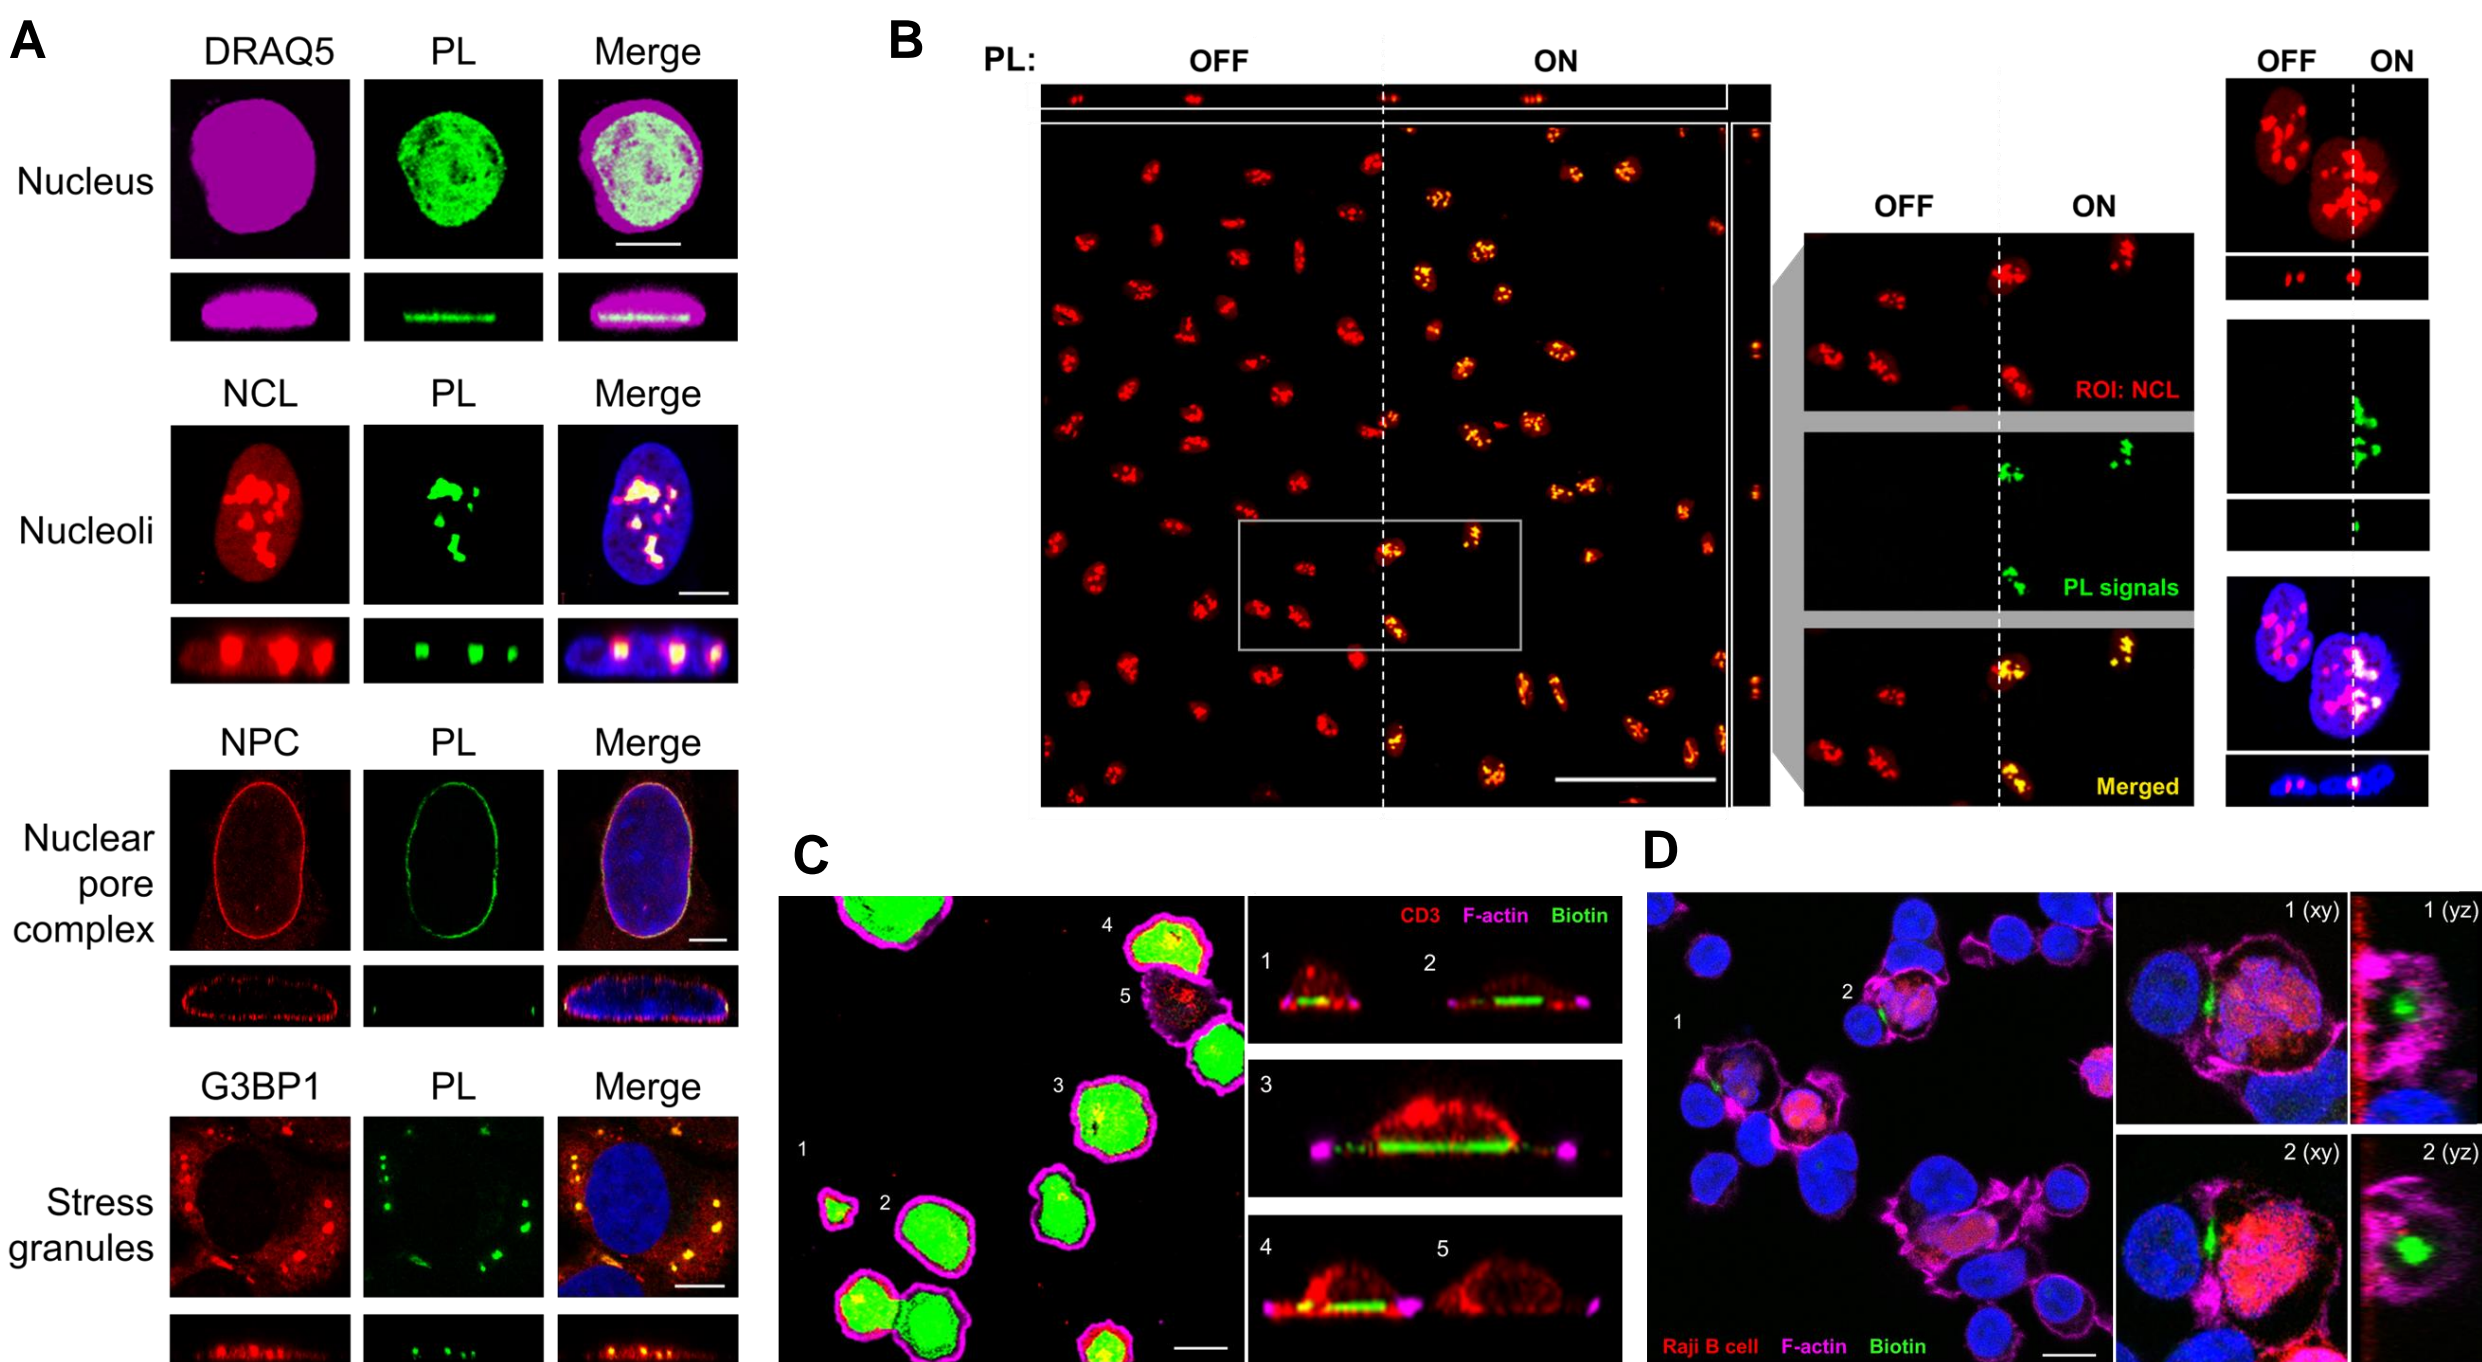 A
DRAQ5 PL Merge
Nucleus
NCL PL Merge
Nucleoli
NPC PL Merge
Nuclear
pore
complex
G3BP1 PL Merge
Stress
granules
B
PL: OFF ON
OFF ON
ROI: NCL
PL signals
Merged
OFF ON
C
4
5
3
1
2
CD3 F-actin Biotin
1 2
3
4 5
D
2
1
Raji B cell F-actin Biotin
1 (xy) 1 (yz)
2 (xy) 2 (yz)